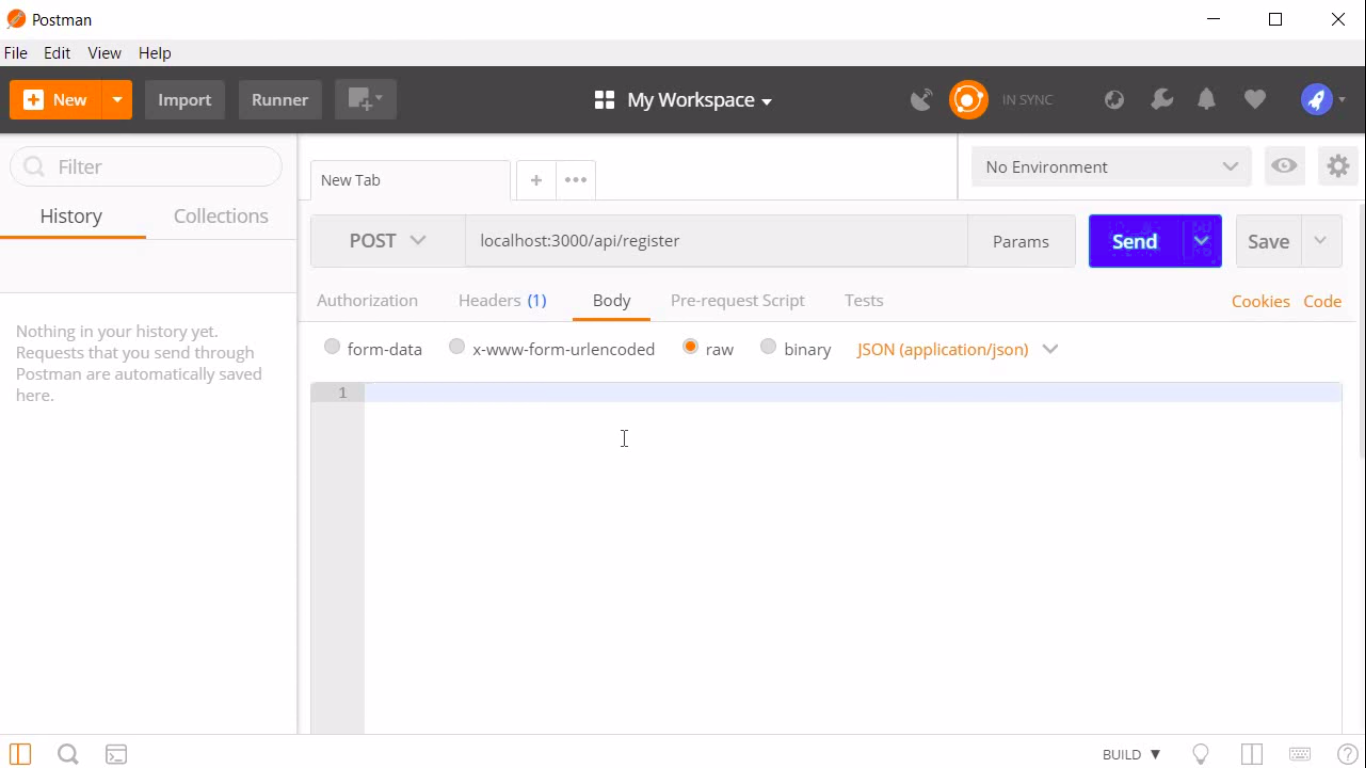 Postman
File Edit View Help
New Import Runner My Workspace IN SYNC
Filter
History Collections
Nothing in your history yet.
Requests that you send through
Postman are automatically saved
here.
New Tab + ••• No Environment
POST localhost:3000/api/register Params Send Save
Authorization Headers (1) Body Pre-request Script Tests Cookies Code
form-data x-www-form-urlencoded raw binary JSON (application/json)
1
BUILD